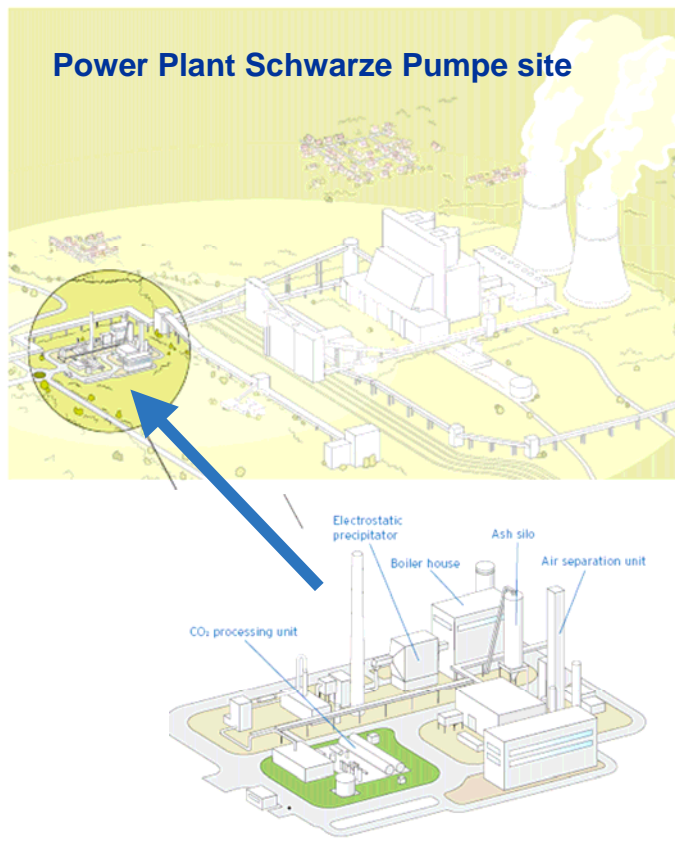 Power Plant Schwarze Pumpe site
Electrostatic
precipitator
Ash silo
Boiler house
Air separation unit
CO₂ processing unit